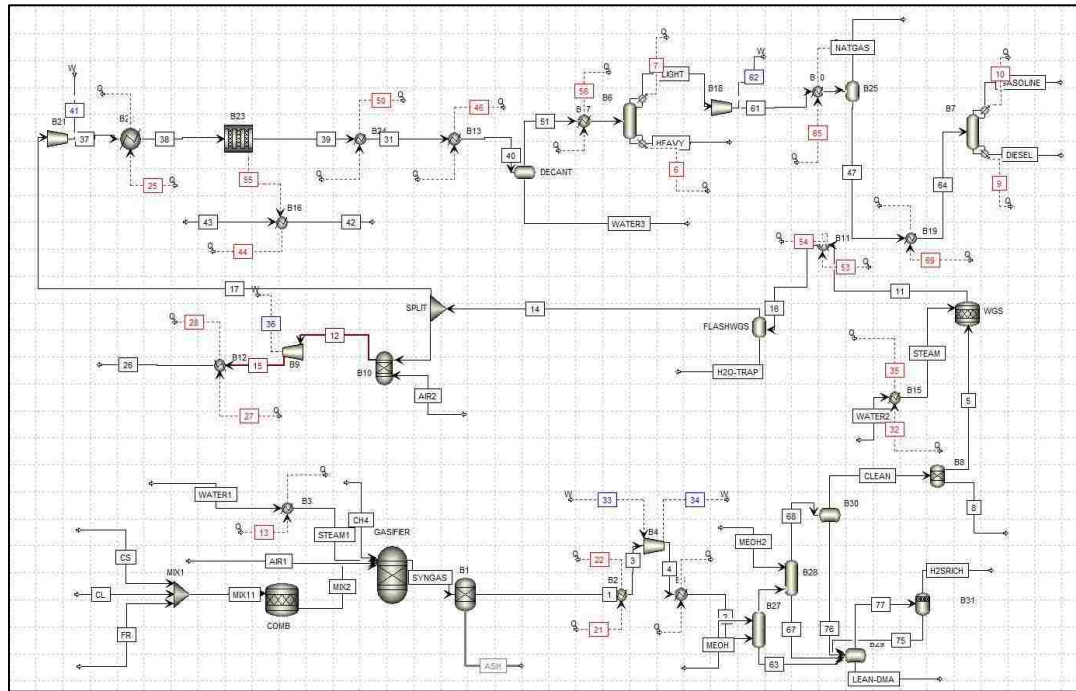 NATGAS
Q
Q
Q
Q
W
7
LIGHT
62
B18
10
GASOLINE
W
56
B6
61
B25
B7
41
Q
50
46
B21
B23
51
65
37
38
39
31
B13
HEAVY
DIESEL
40
DECANT
6
47
64
25
55
9
B16
B19
43
42
WATER3
44
54
B11
69
53
17
W
SPLIT
14
16
11
28
36
FLASHWGS
WGS
12
STEAM
26
B12
15
B9
B10
H2O-TRAP
35
B15
5
27
AIR2
WATER2
32
CLEAN
B8
WATER1
B3
W
33
34
W
68
B30
8
13
STEAM1
CH4
GASIFIER
B4
MEOH2
CS
AIR1
22
3
4
B28
H2SRICH
MIX1
SYNGAS
B1
B2
77
CL
MIX11
MIX2
1
B27
67
76
B31
COMB
21
MEOH
75
FR
63
ASH
LEAN-DMA